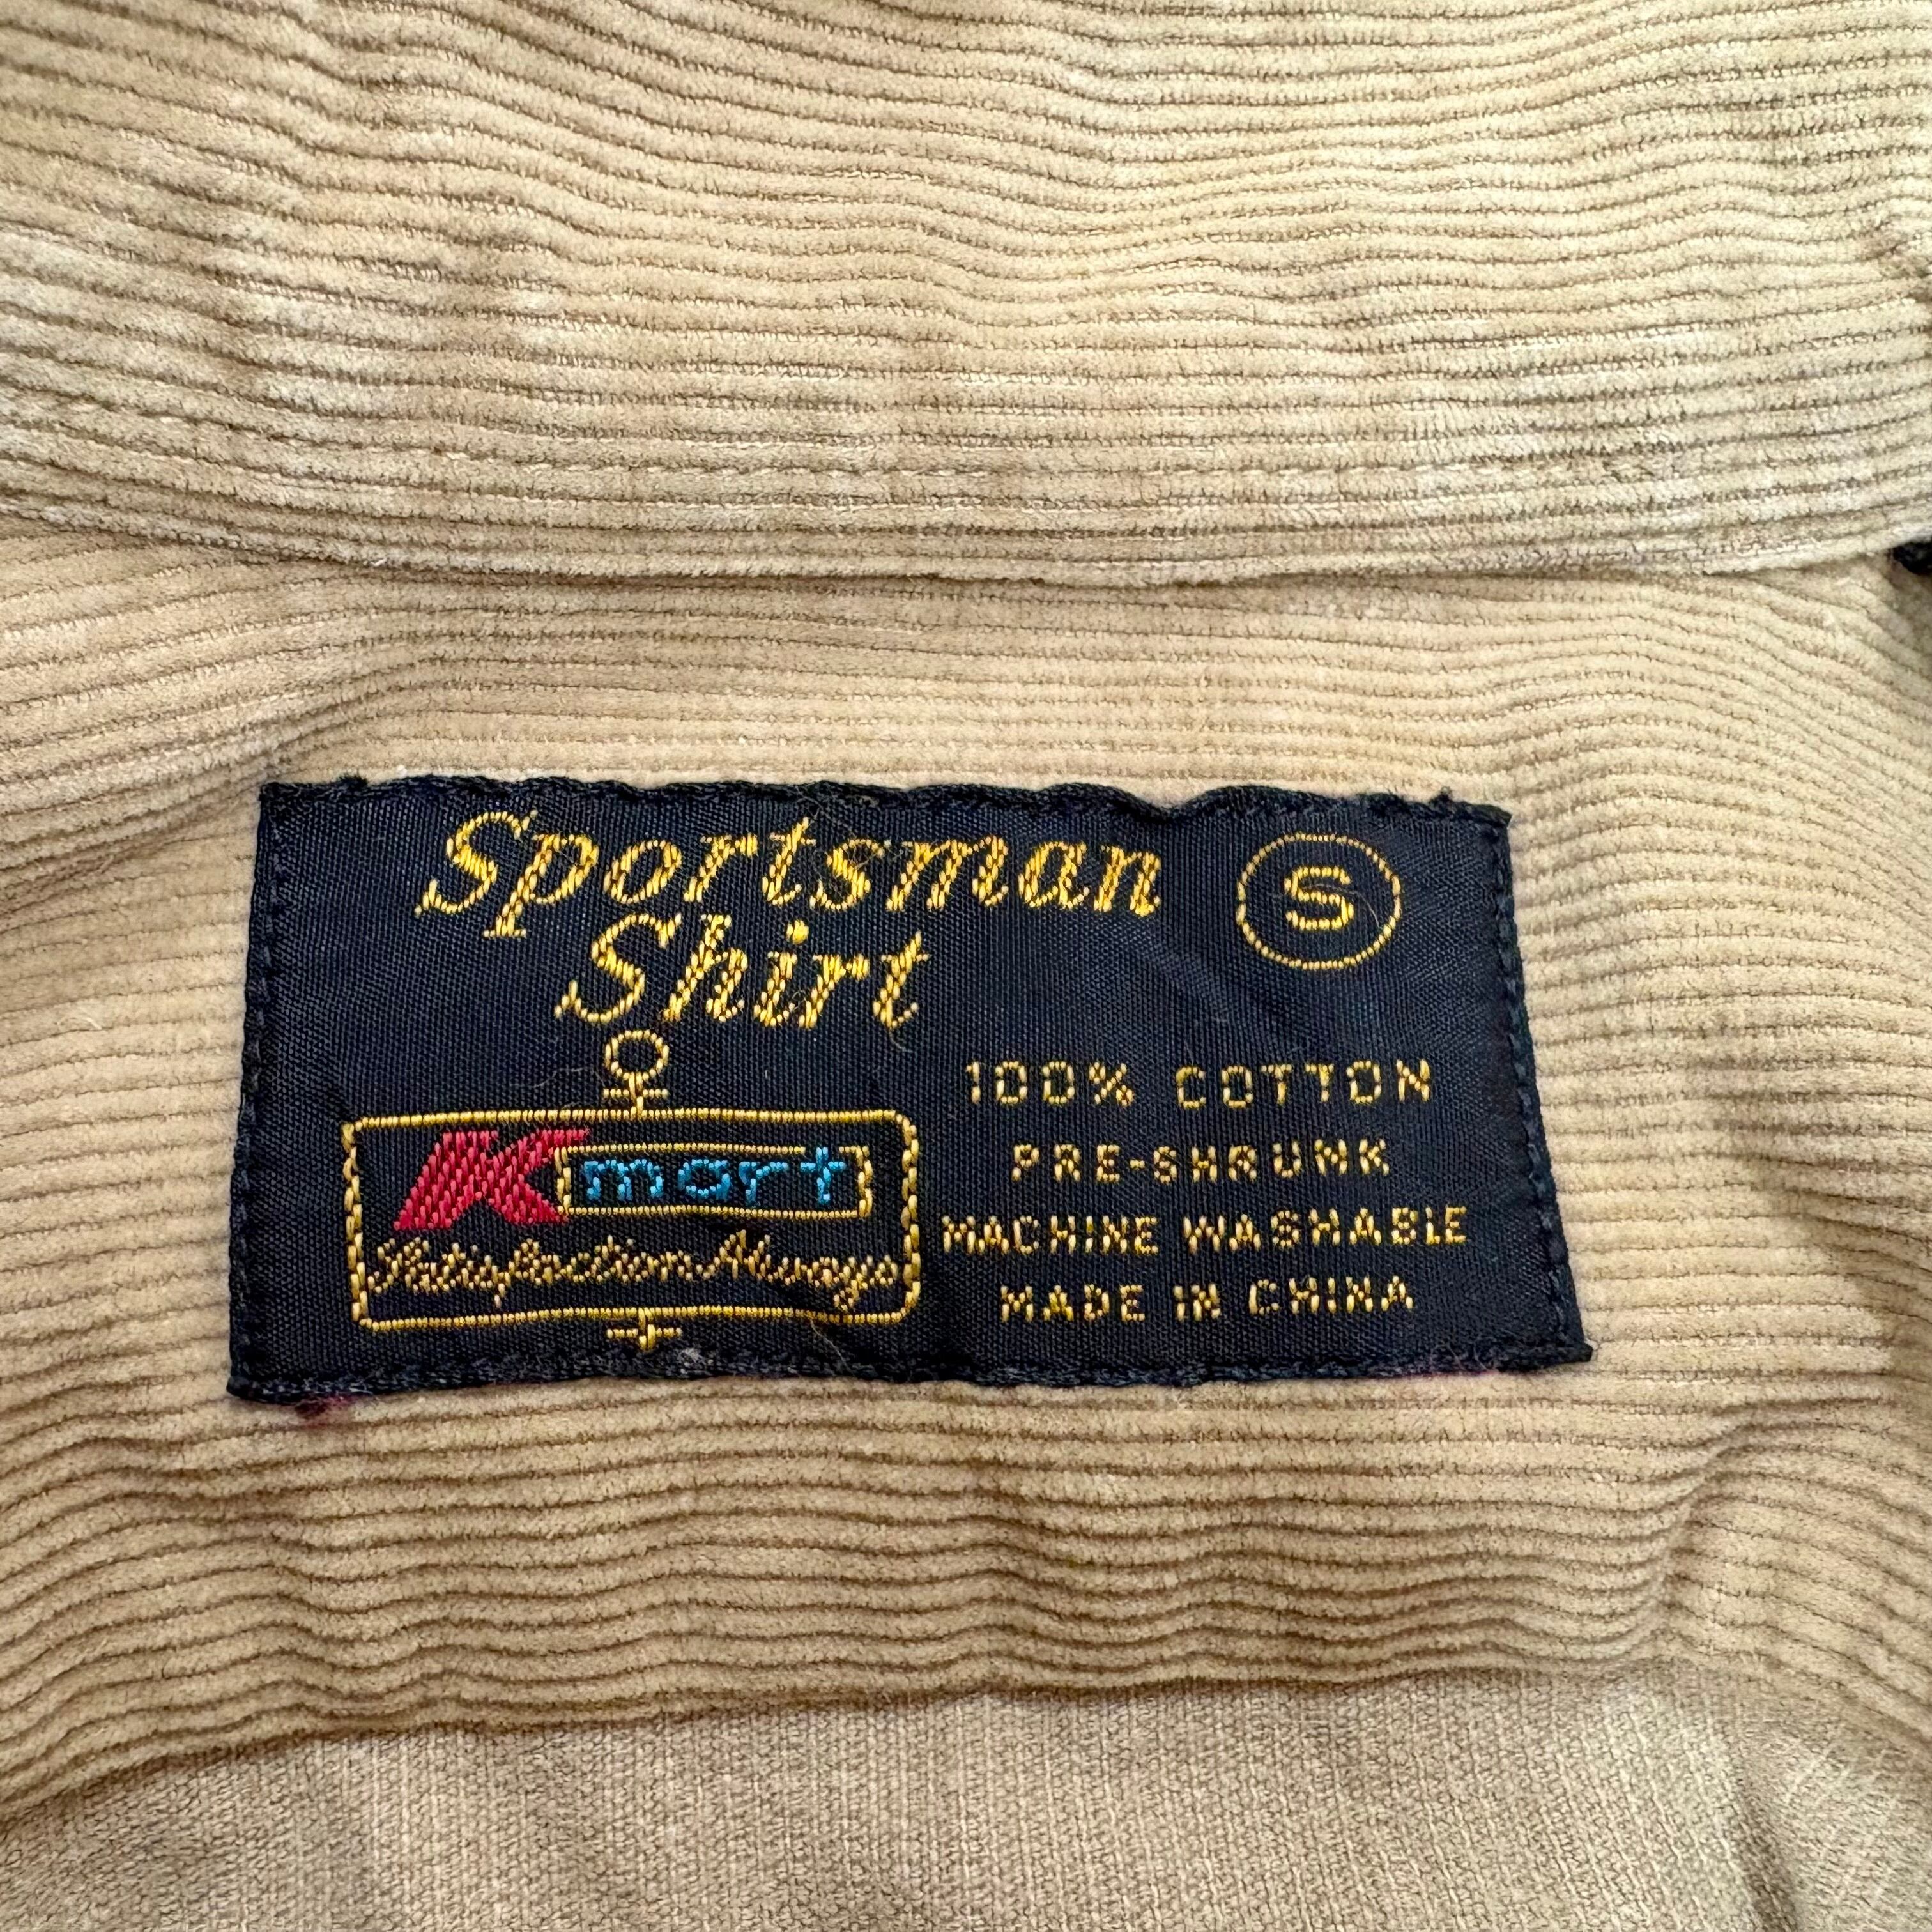 Sportsman
Shirt
S
Kmart
Satisfaction Always
100% COTTON
PRE-SHRUNK
MACHINE WASHABLE
MADE IN CHINA